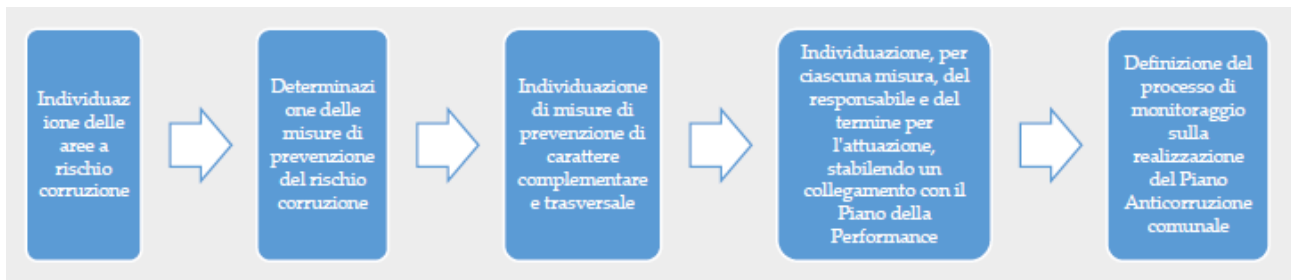 Individuaz
ione delle
aree a
rischio
corruzione
Determinazi
one delle
misure di
prevenzione
del rischio
corruzione
Individuazione
di misure di
prevenzione di
carattere
complementare
e trasversale
Individuazione, per
ciascuna misura, del
responsabile e del
termine per
l'attuazione,
stabilendo un
collegamento con il
Piano della
Performance
Definizione del
processo di
monitoraggio
sulla
realizzazione
del Piano
Anticorruzione
comunale